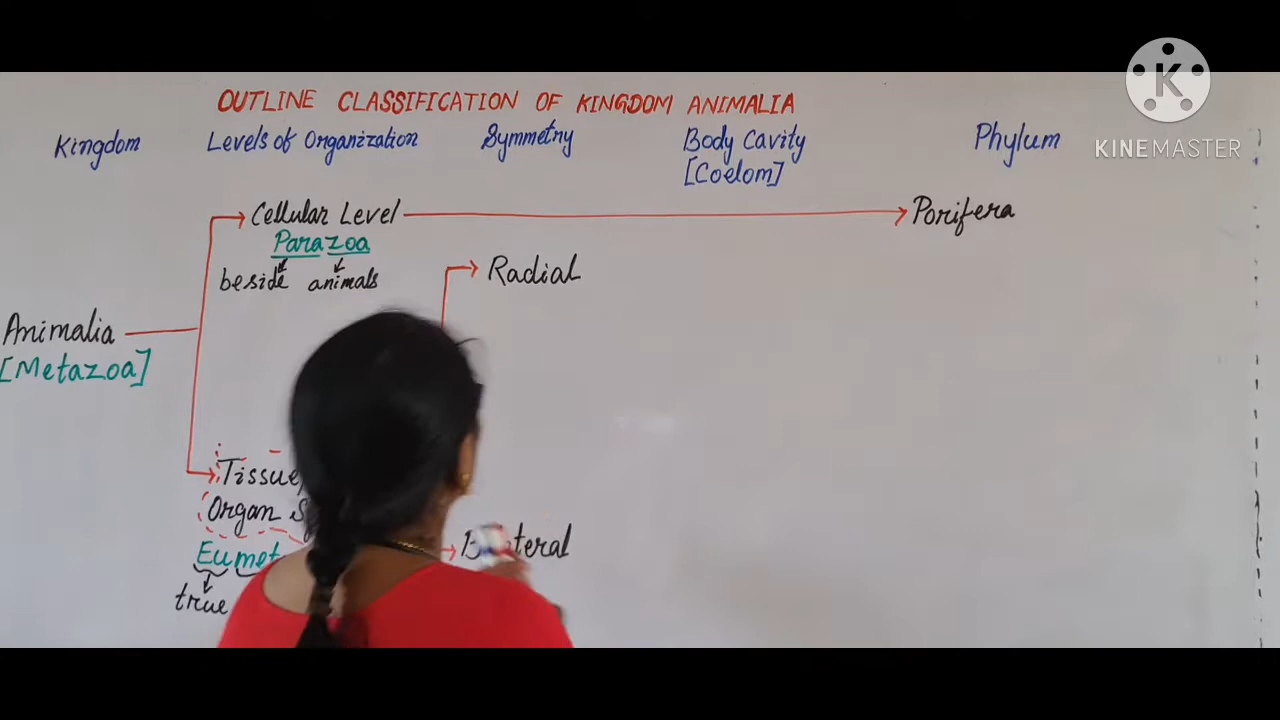 OUTLINE CLASSIFICATION OF KINGDOM ANIMALIA
KINEMASTER
Kingdom Levels of Organization Symmetry Body Cavity Phylum
[Coelom]
Cellular Level Porifera
Parazoa
beside animals
Radial
Animalia
[Metazoa]
Tissue
Organ
Eumet
true